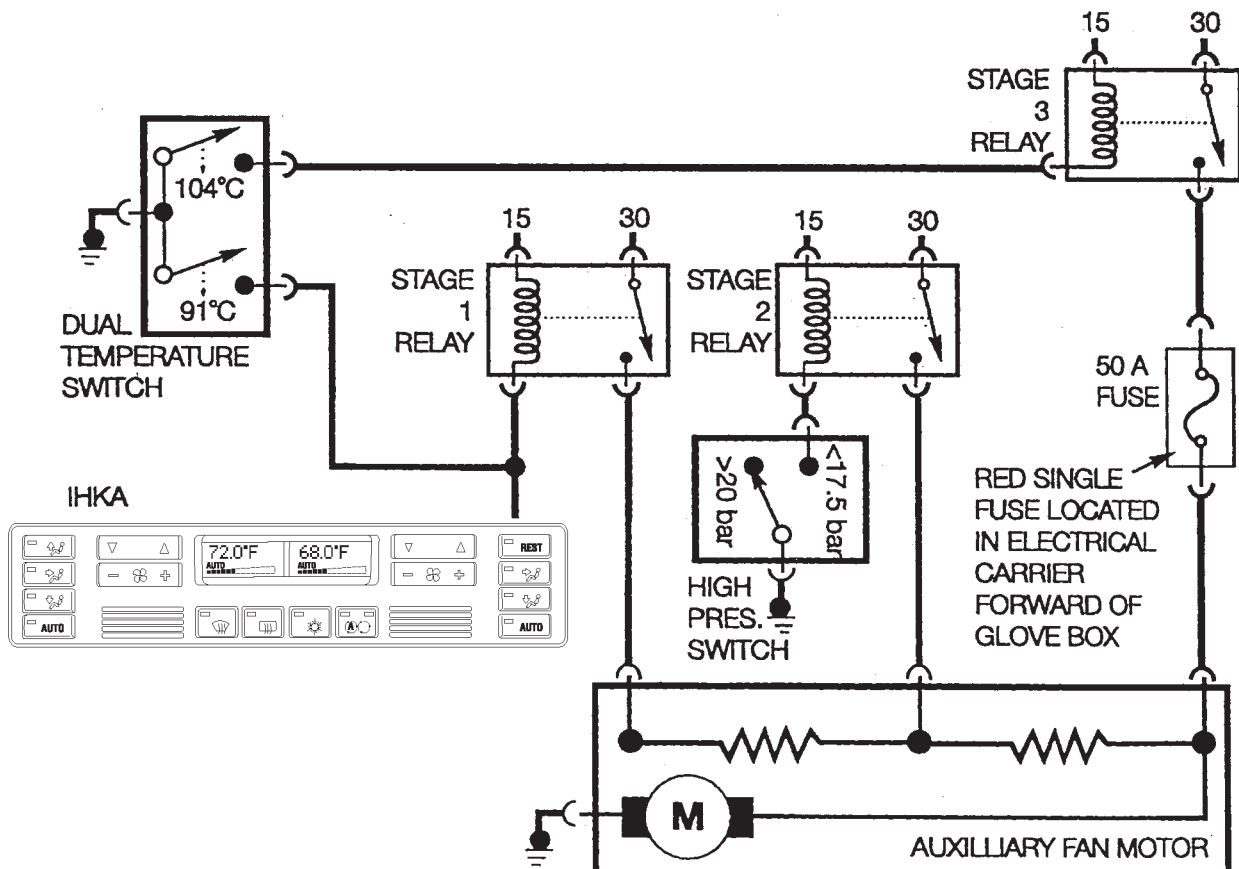 15 30
STAGE
3
RELAY
104°C
91°C
DUAL
TEMPERATURE
SWITCH
15 30
STAGE
1
RELAY
15 30
STAGE
2
RELAY
50 A
FUSE
>20 bar
<17.5 bar
HIGH
PRES.
SWITCH
RED SINGLE
FUSE LOCATED
IN ELECTRICAL
CARRIER
FORWARD OF
GLOVE BOX
IHKA
72.0°F 68.0°F
AUTO AUTO
REST
AUTO
A
AUTO
M
AUXILLIARY FAN MOTOR